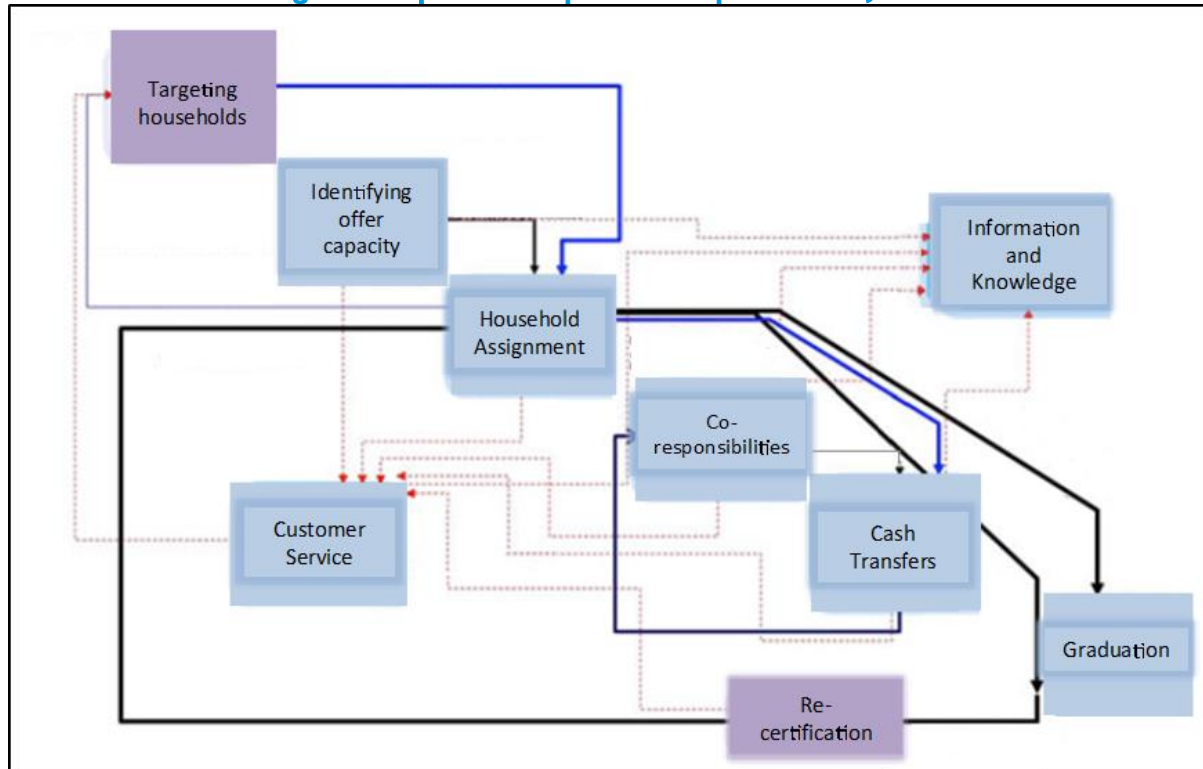 Targeting
households
Identifying
offer
capacity
Information
and
Knowledge
Household
Assignment
Co-
responsibilities
Customer
Service
Cash
Transfers
Graduation
Re-
certification